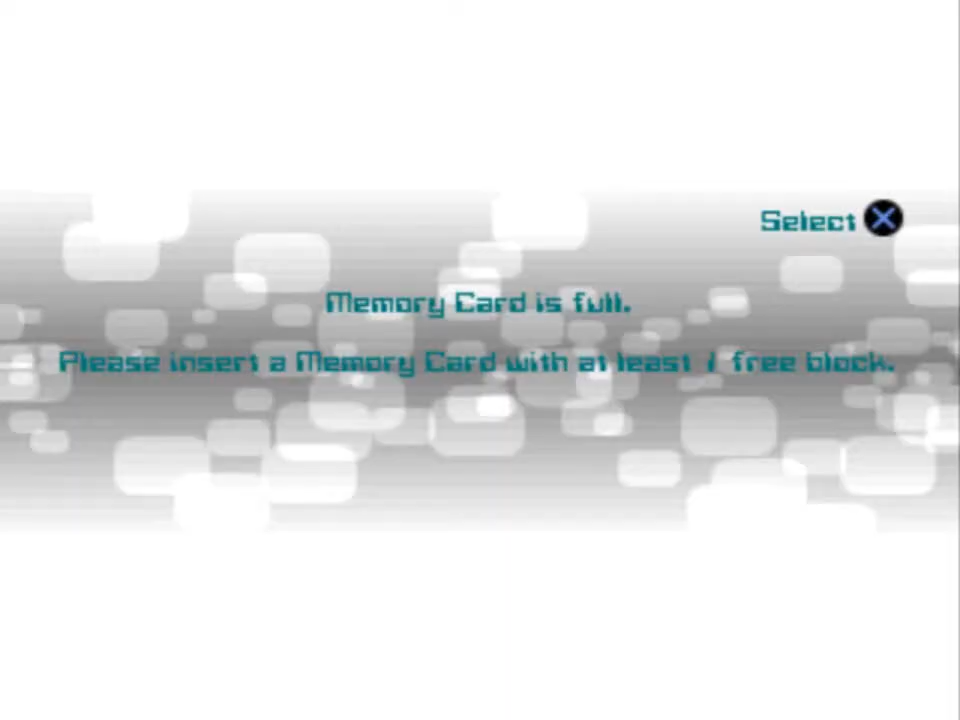 Select
Memory Card is full.
Please insert a Memory Card with at least 1 free block.